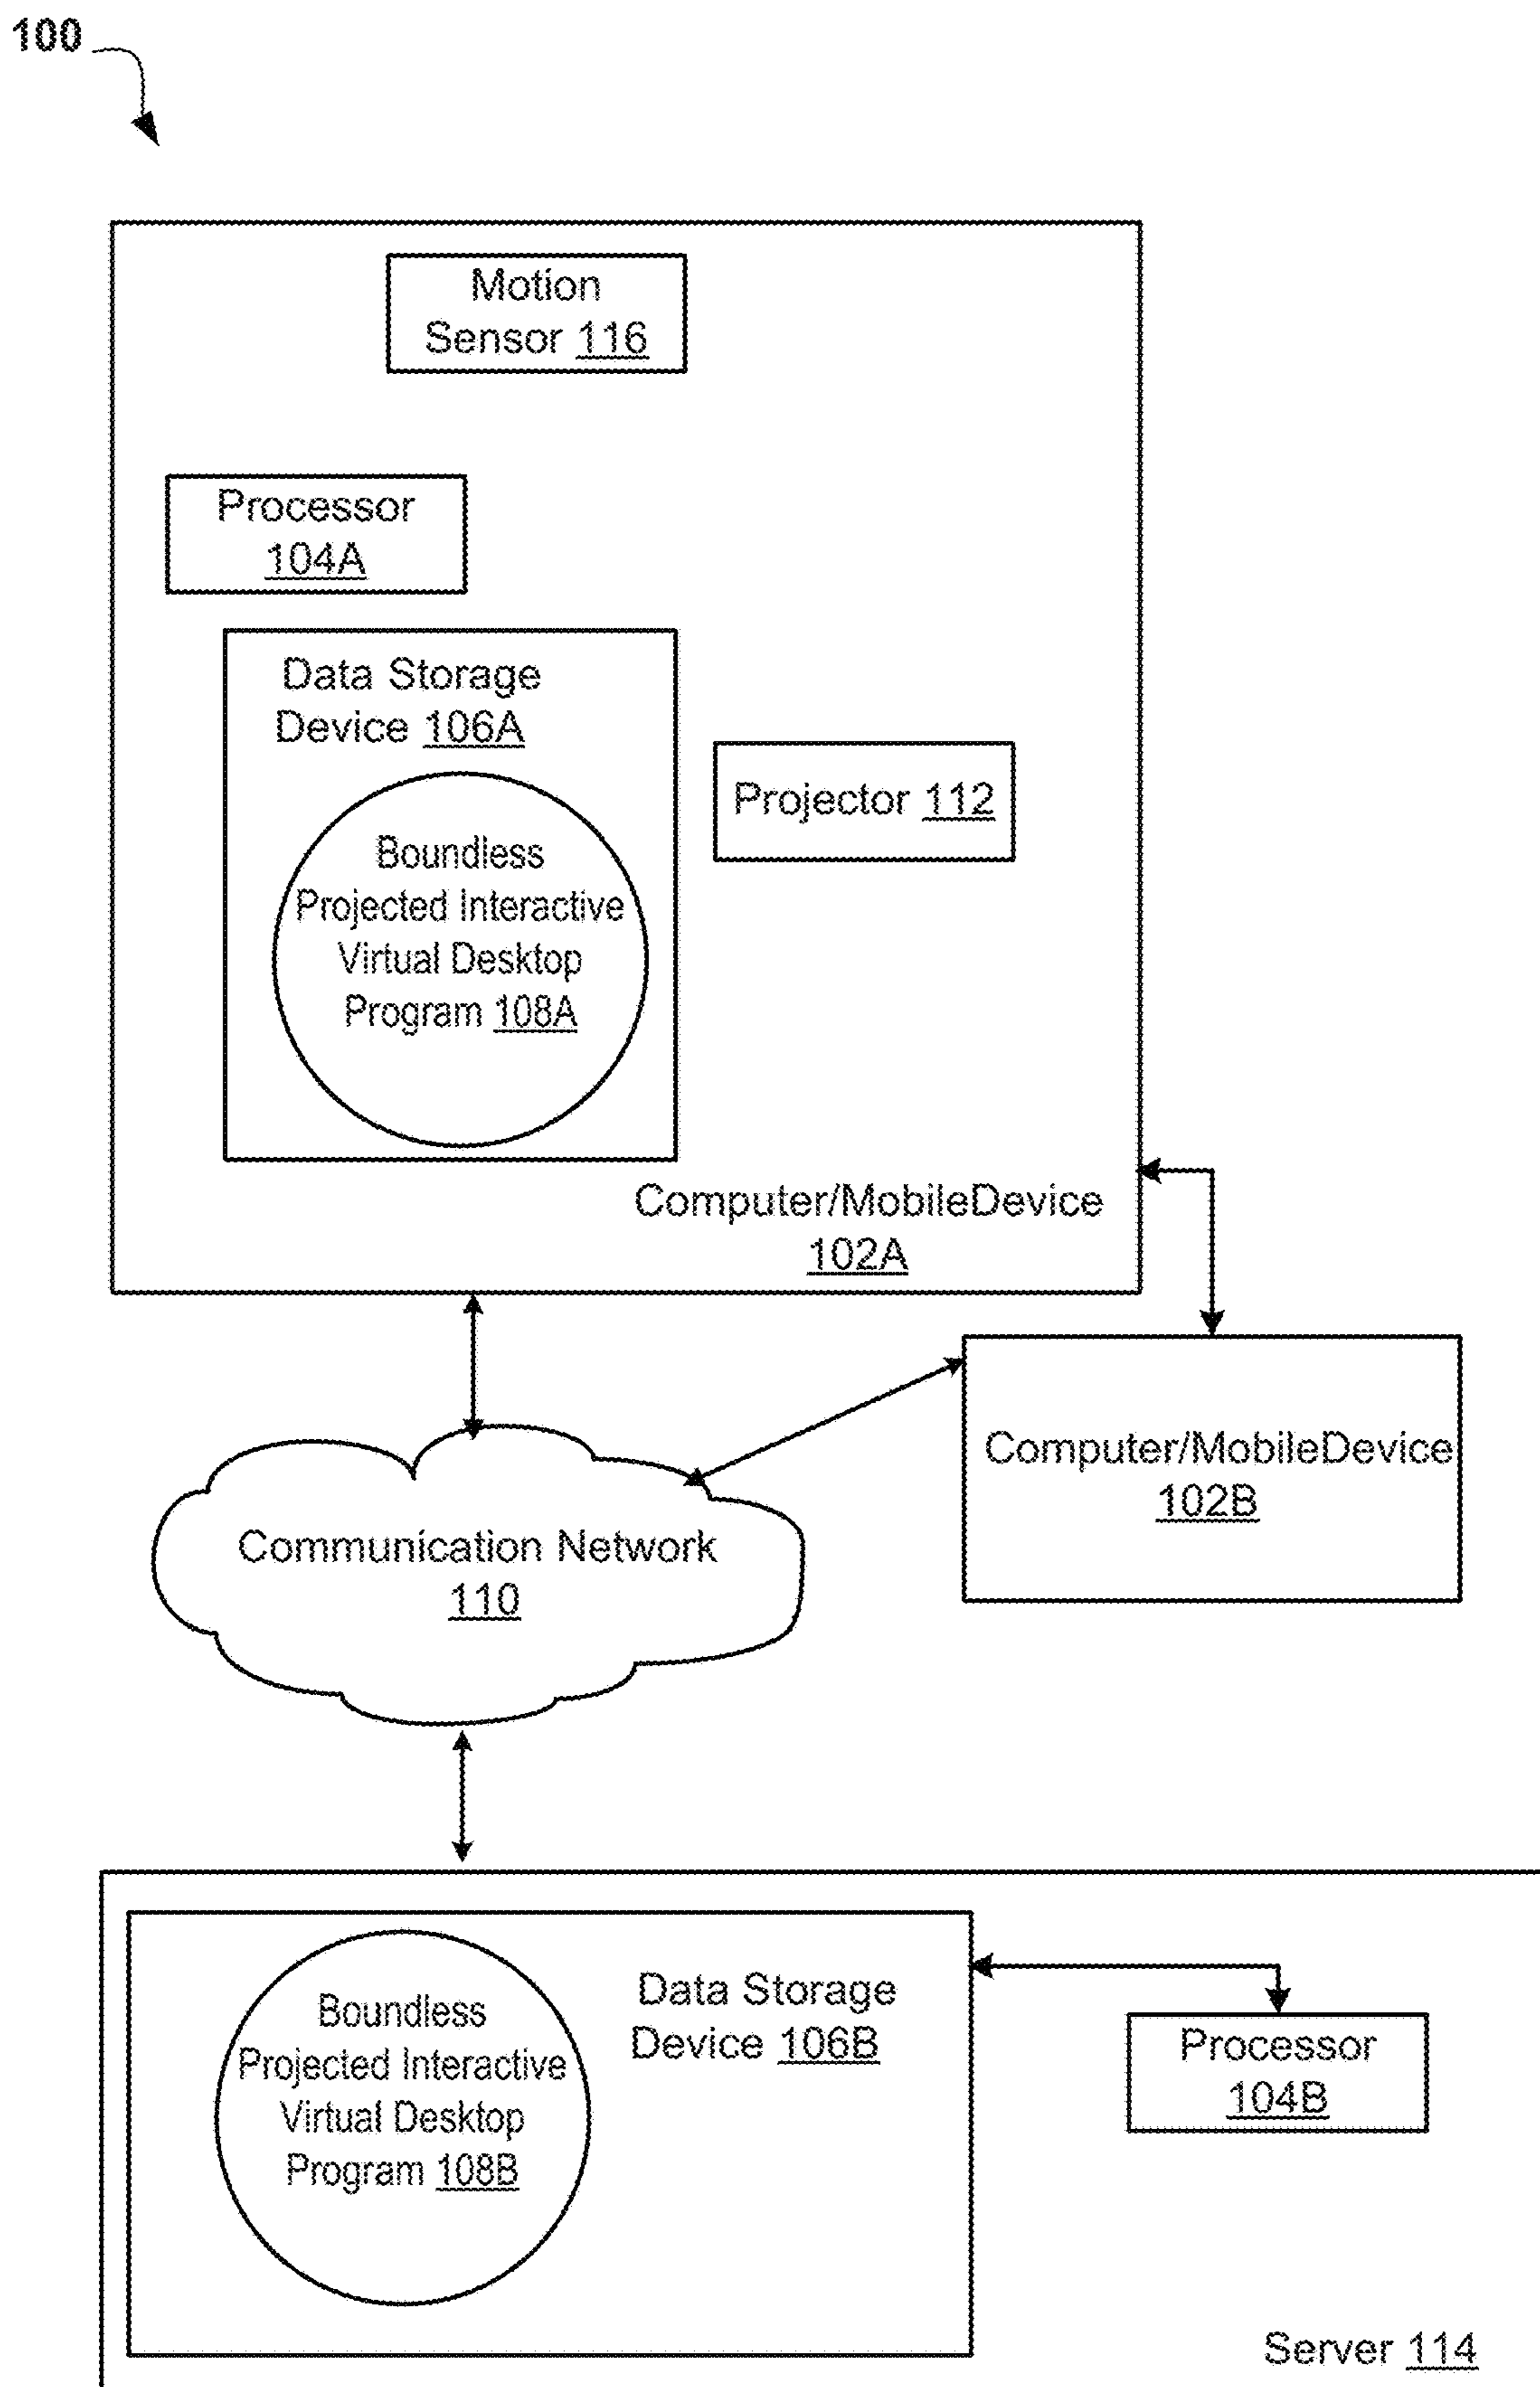 100
Motion
Sensor 116
Processor
104A
Data Storage
Device 106A
Boundless
Projected Interactive
Virtual Desktop
Program 108A
Projector 112
Computer/MobileDevice
102A
Computer/MobileDevice
102B
Communication Network
110
Boundless
Projected Interactive
Virtual Desktop
Program 108B
Data Storage
Device 106B
Processor
104B
Server 114